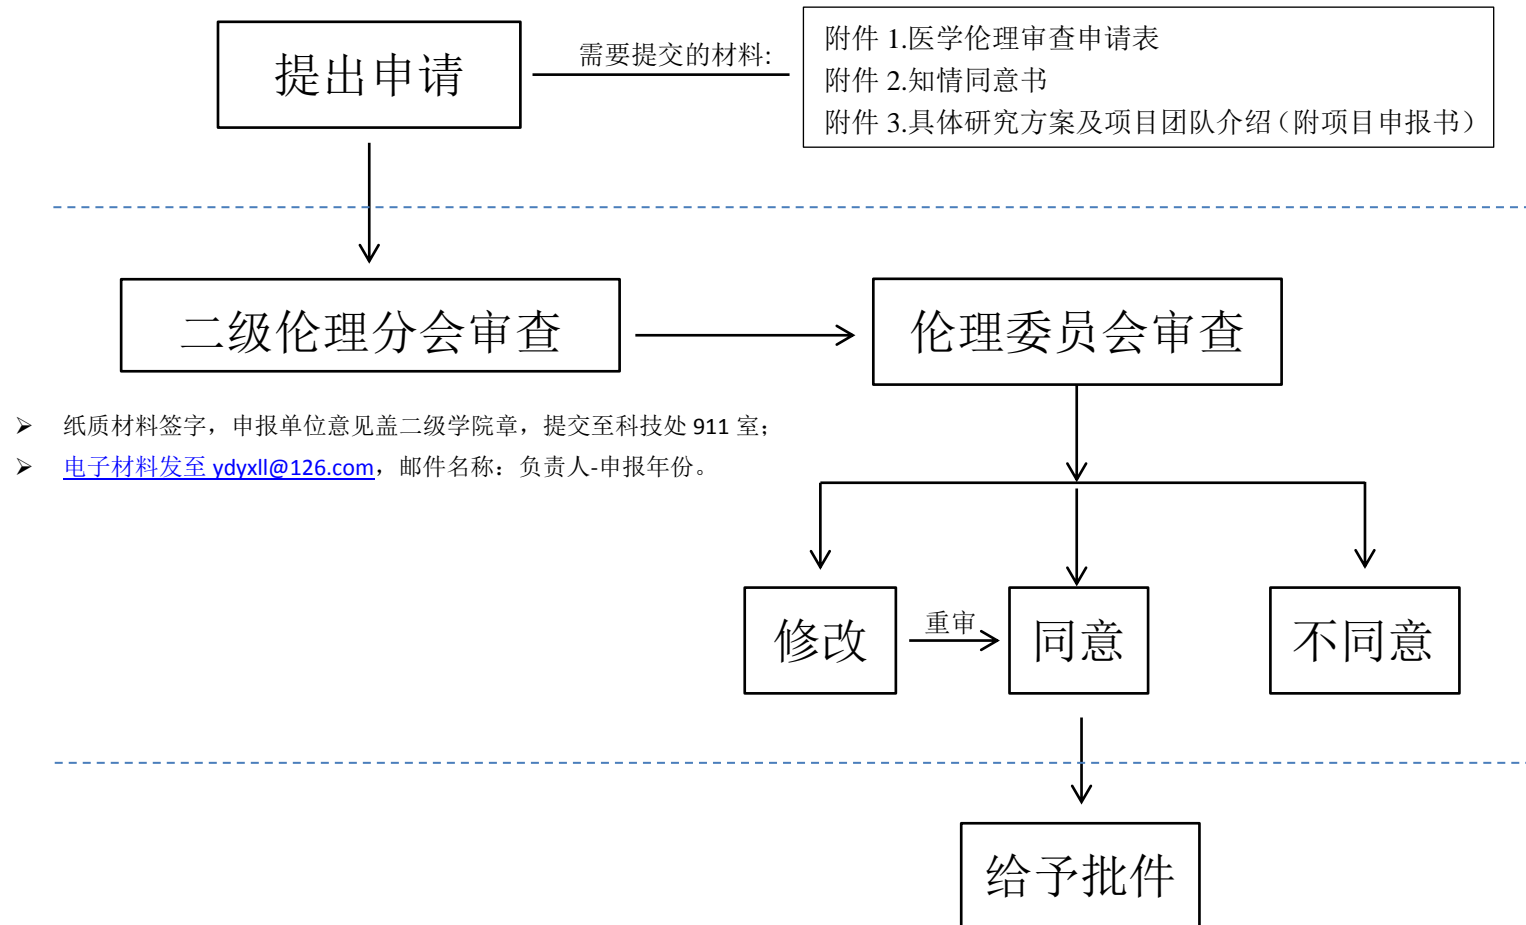 提出申请
需要提交的材料:
附件 1.医学伦理审查申请表
附件 2.知情同意书
附件 3.具体研究方案及项目团队介绍（附项目申报书）
二级伦理分会审查
伦理委员会审查
➢ 纸质材料签字，申报单位意见盖二级学院章，提交至科技处 911 室；
➢ 电子材料发至 ydyxll@126.com，邮件名称：负责人-申报年份。
修改
重审
同意
不同意
给予批件